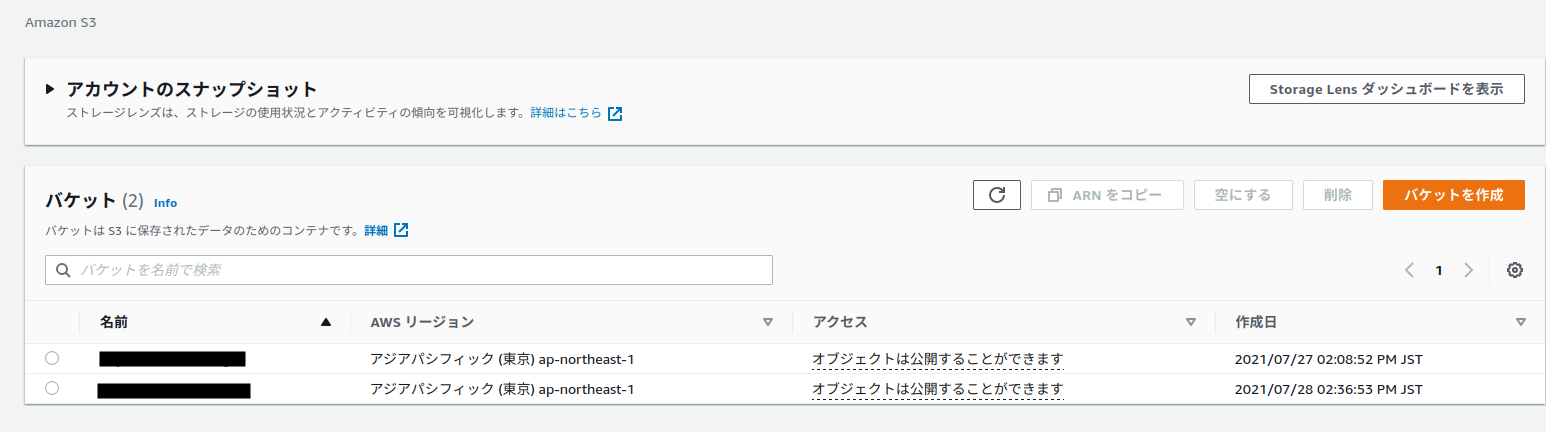 Amazon S3
アカウントのスナップショット
Storage Lens ダッシュボードを表示
ストレージレンズは、ストレージの使用状況とアクティビティの傾向を可視化します。詳細はこちら
バケット (2) Info
ARN をコピー 空にする 削除 バケットを作成
バケットは S3 に保存されたデータのためのコンテナです。詳細
バケットを名前で検索
1
名前 AWS リージョン アクセス 作成日
アジアパシフィック (東京) ap-northeast-1 オブジェクトは公開することができます 2021/07/27 02:08:52 PM JST
アジアパシフィック (東京) ap-northeast-1 オブジェクトは公開することができます 2021/07/28 02:36:53 PM JST